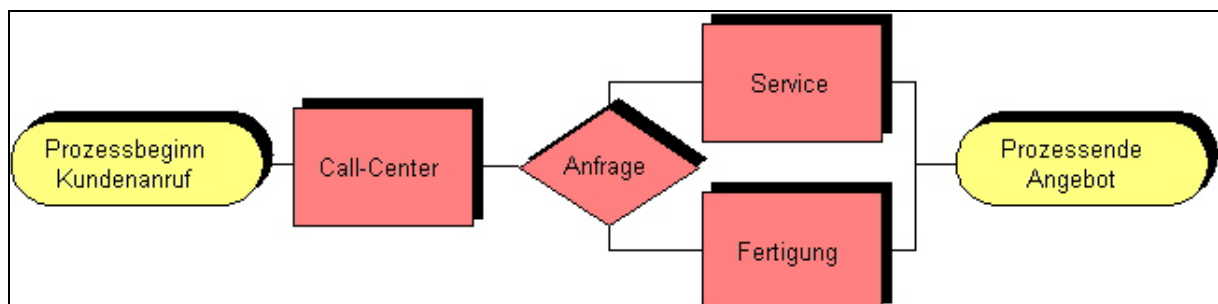 Prozessbeginn
Kundenanruf
Call-Center
Anfrage
Service
Fertigung
Prozessende
Angebot